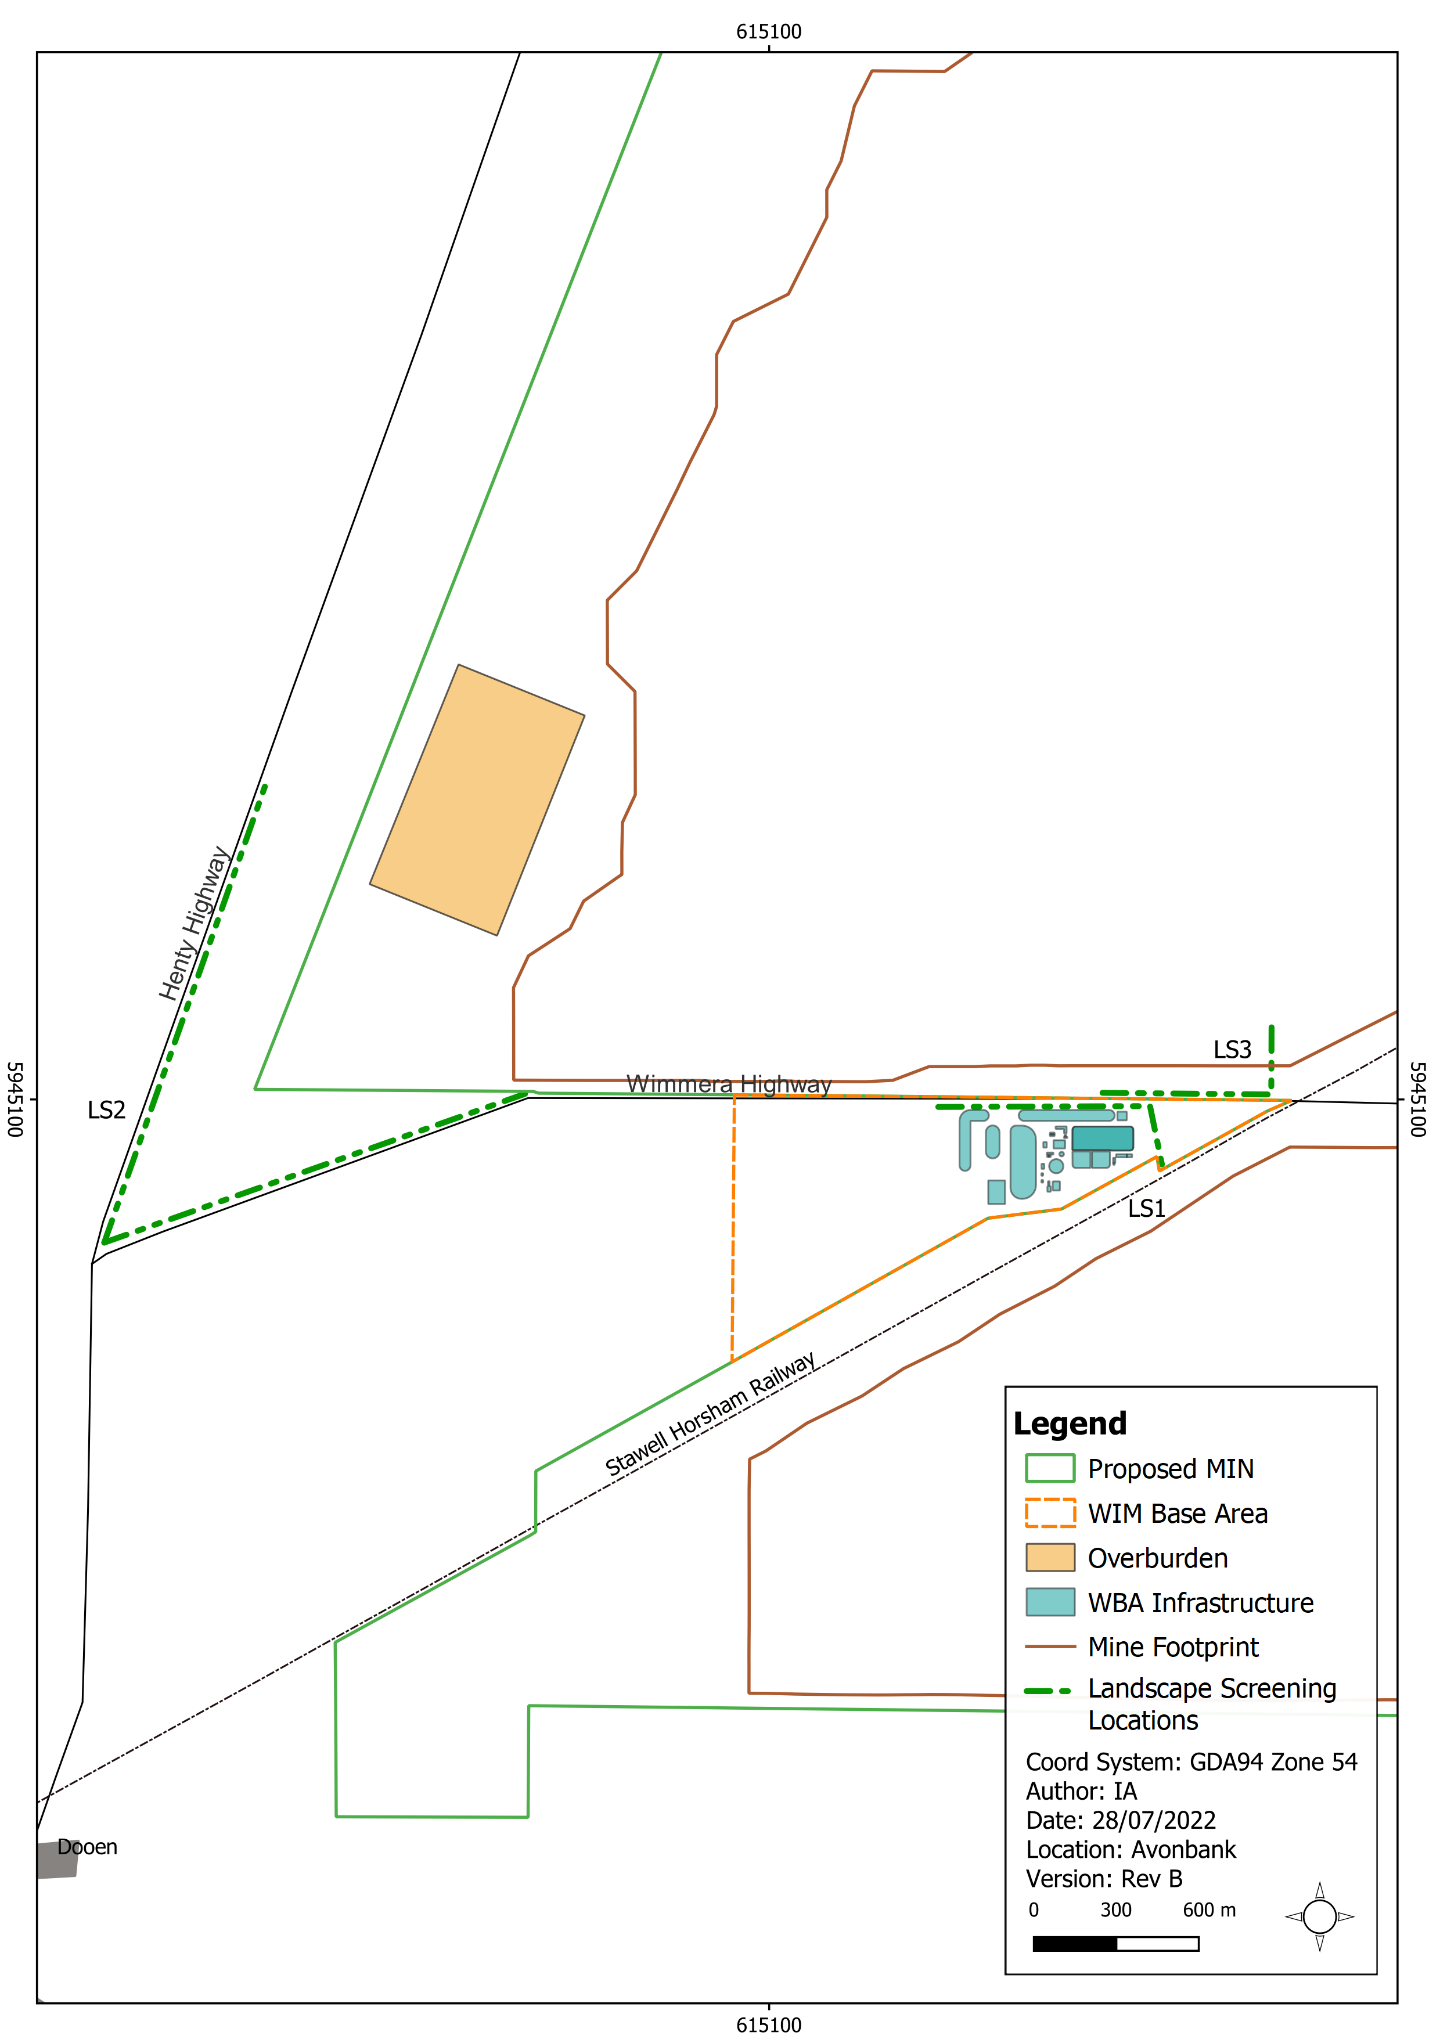 615100
Henty Highway
LS3
Wimmera Highway
5945100
5945100
LS2
LS1
Stawell Horsham Railway
Legend
Proposed MIN
WIM Base Area
Overburden
WBA Infrastructure
Mine Footprint
Landscape Screening
Locations
Coord System: GDA94 Zone 54
Author: IA
Date: 28/07/2022
Location: Avonbank
Version: Rev B
0 300 600 m
Dooen
615100